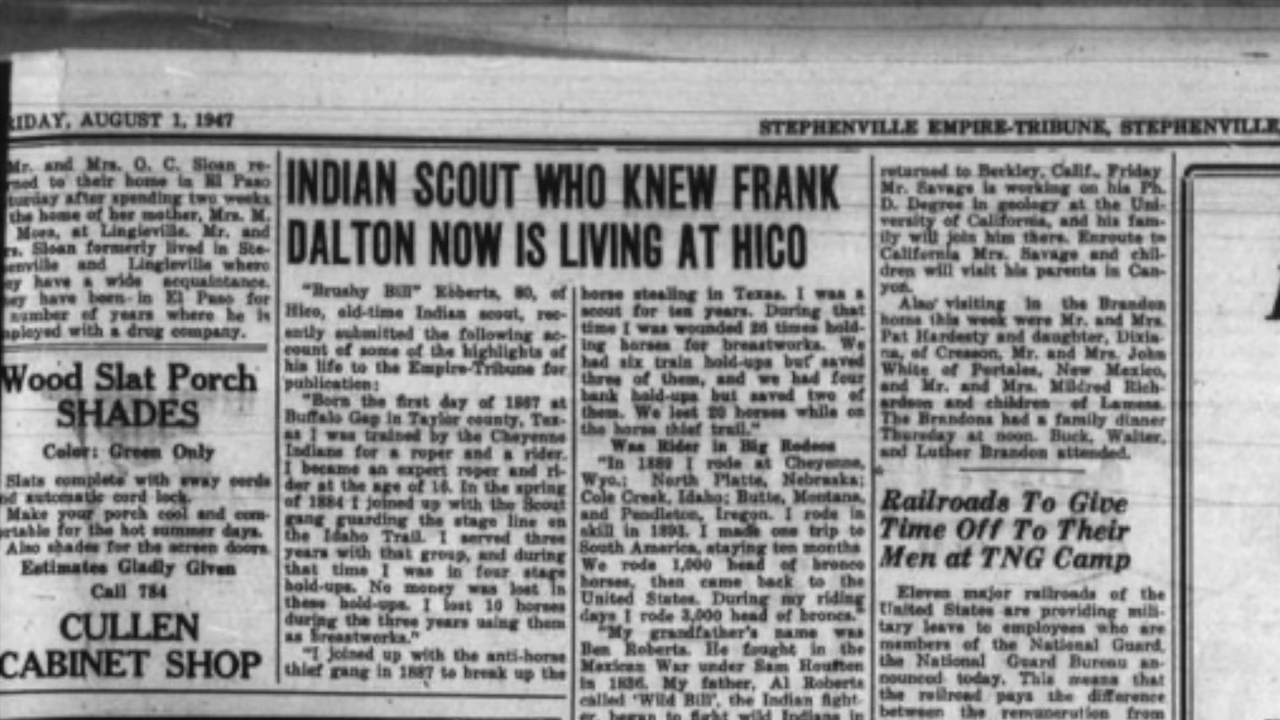 RIDAY, AUGUST 1, 1947
STEPHENVILLE EMPIRE-TRIBUNE, STEPHENVILLE
Mr. and Mrs. O. C. Sloan re-
ned to their home in El Paso
turday after spending two weeks
the home of her mother, Mrs. M.
Moss, at Lingleville. Mr. and
rs. Sloan formerly lived in Ste-
enville and Lingleville where
ey have a wide acquaintance.
ey have been in El Paso for
number of years where he is
mployed with a drug company.
Wood Slat Porch
SHADES
Color: Green Only
Slats complete with sway cords
nd automatic cord lock.
Make your porch cool and com-
ortable for the hot summer days.
Also shades for the screen doors.
Estimates Gladly Given
Call 784
CULLEN
CABINET SHOP
INDIAN SCOUT WHO KNEW FRANK
DALTON NOW IS LIVING AT HICO
"Brushy Bill" Roberts, 80, of
Hico, old-time Indian scout, rec-
ently submitted the following ac-
count of some of the highlights of
his life to the Empire-Tribune for
publication:
"Born the first day of 1867 at
Buffalo Gap in Taylor county, Tex-
as I was trained by the Cheyenne
Indians for a roper and a rider.
I became an expert roper and ri-
der at the age of 16. In the spring
of 1884 I joined up with the Scout
gang guarding the stage line on
the Idaho Trail. I served three
years with that group, and during
that time I was in four stage
hold-ups. No money was lost in
these hold-ups. I lost 10 horses
during the three years using them
as breastworks."
"I joined up with the anti-horse
thief gang in 1887 to break up the
horse stealing in Texas. I was a
scout for ten years. During that
time I was wounded 26 times hold-
ing horses for breastworks. We
had six train hold-ups but saved
three of them, and we had four
bank hold-ups but saved two of
them. We lost 20 horses while on
the horse thief trail."
Was Rider in Big Rodeos
"In 1889 I rode at Cheyenne,
Wyo.; North Platte, Nebraska;
Cole Creek, Idaho; Butte, Montana,
and Pendleton, Iregon. I rode in
skill in 1893. I made one trip to
South America, staying ten months
We rode 1,000 head of bronco
horses, then came back to the
United States. During my riding
days I rode 3,000 head of broncs."
"My grandfather's name was
Ben Roberts. He fought in the
Mexican War under Sam Houston
in 1836. My father, Al Roberts
called 'Wild Bill', the Indian fight-
er, began to fight wild Indians in
returned to Berkley, Calif., Friday
Mr. Savage is working on his Ph.
D. Degree in geology at the Uni-
versity of California, and his fam-
ily will join him there. Enroute to
California Mrs. Savage and chil-
dren will visit his parents in Can-
yon.
Also visiting in the Brandon
home this week were Mr. and Mrs.
Pat Hardesty and daughter, Dixia-
na, of Cresson, Mr. and Mrs. John
White of Portales, New Mexico,
and Mr. and Mrs. Mildred Rich-
ardson and children of Lamesa.
The Brandons had a family dinner
Thursday at noon. Buck, Walter,
and Luther Brandon attended.
Railroads To Give
Time Off To Their
Men at TNG Camp
Eleven major railroads of the
United States are providing mili-
tary leave to employees who are
members of the National Guard,
the National Guard Bureau an-
nounced today. This means that
the railroad pays the difference
between the remuneration from